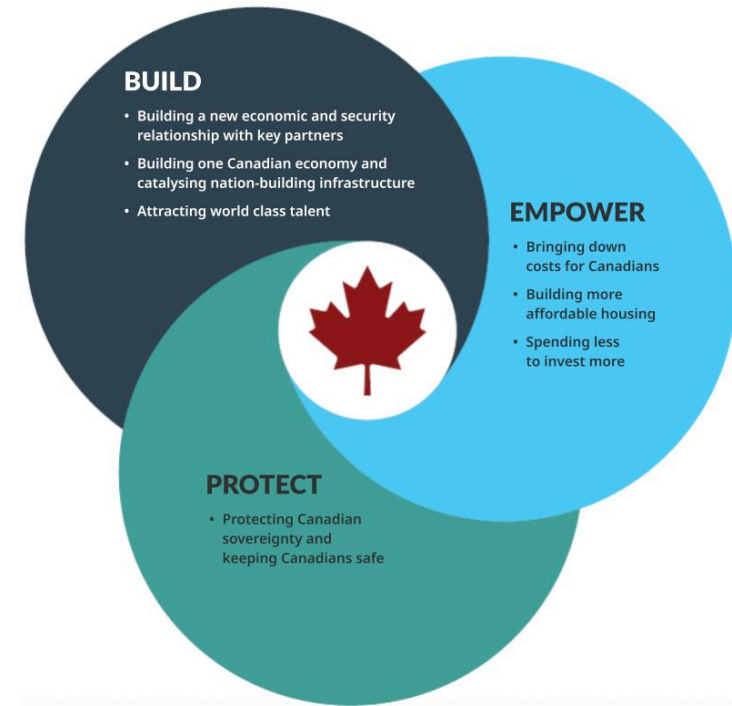 BUILD
• Building a new economic and security
relationship with key partners
• Building one Canadian economy and
catalysing nation-building infrastructure
• Attracting world class talent
EMPOWER
• Bringing down
costs for Canadians
• Building more
affordable housing
• Spending less
to invest more
PROTECT
• Protecting Canadian
sovereignty and
keeping Canadians safe